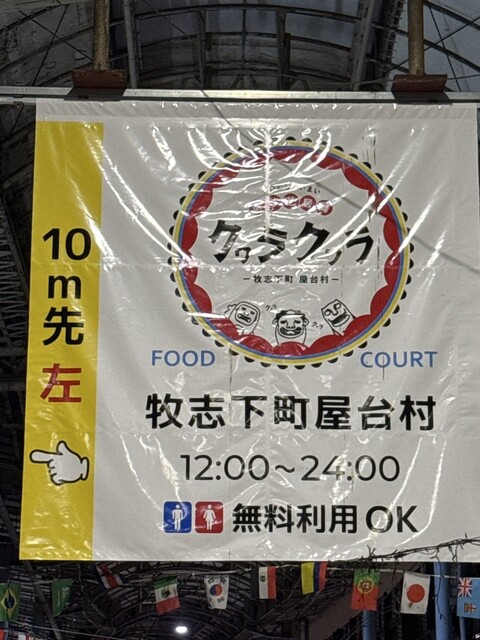 10
m
先
左
クゥラクゥラ
ー牧志下町 屋台村ー
FOOD COURT
牧志下町屋台村
12:00〜24:00
無料利用OK